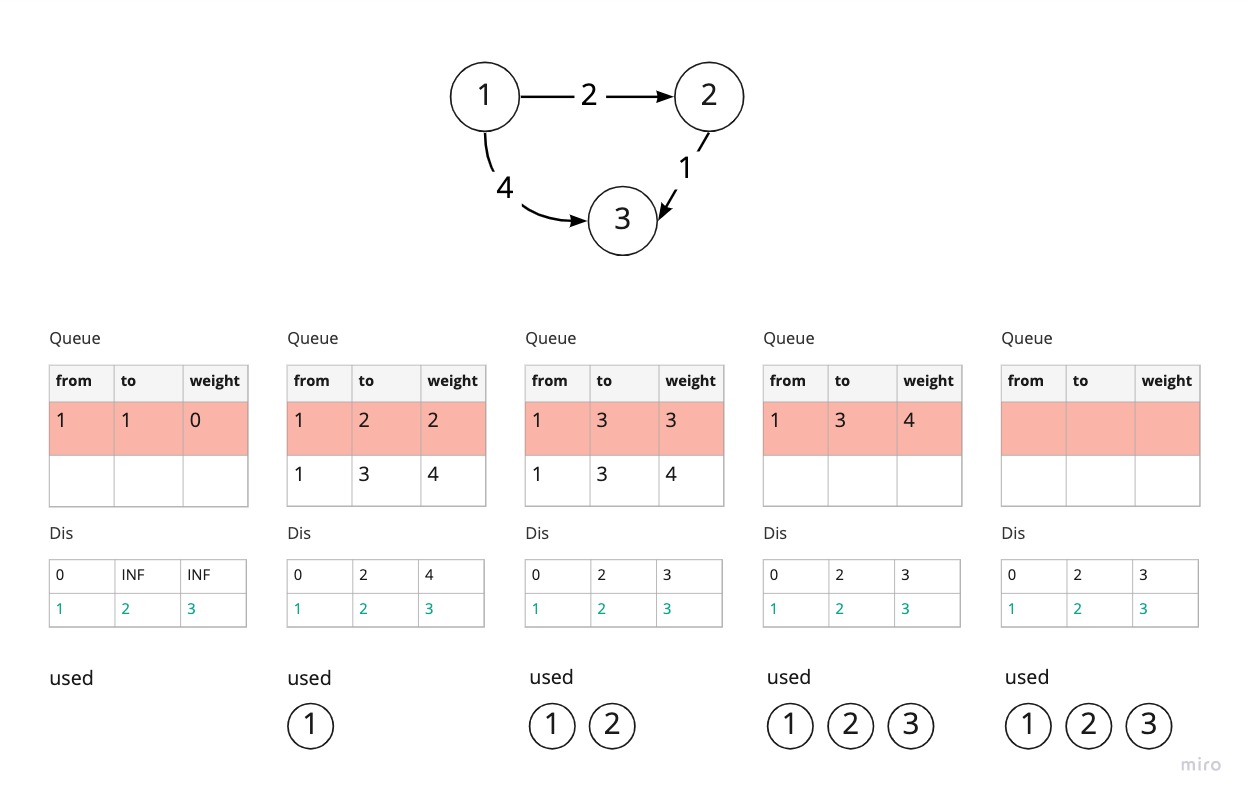 1 2 2
1
4
3
Queue Queue Queue Queue Queue
from to weight from to weight from to weight from to weight from to weight
1 1 0 1 2 2 1 3 3 1 3 4
1 3 4 1 3 4
Dis Dis Dis Dis Dis
0 INF INF 0 2 4 0 2 3 0 2 3 0 2 3
1 2 3 1 2 3 1 2 3 1 2 3 1 2 3
used used used used used
1 1 2 1 2 3 1 2 3
miro